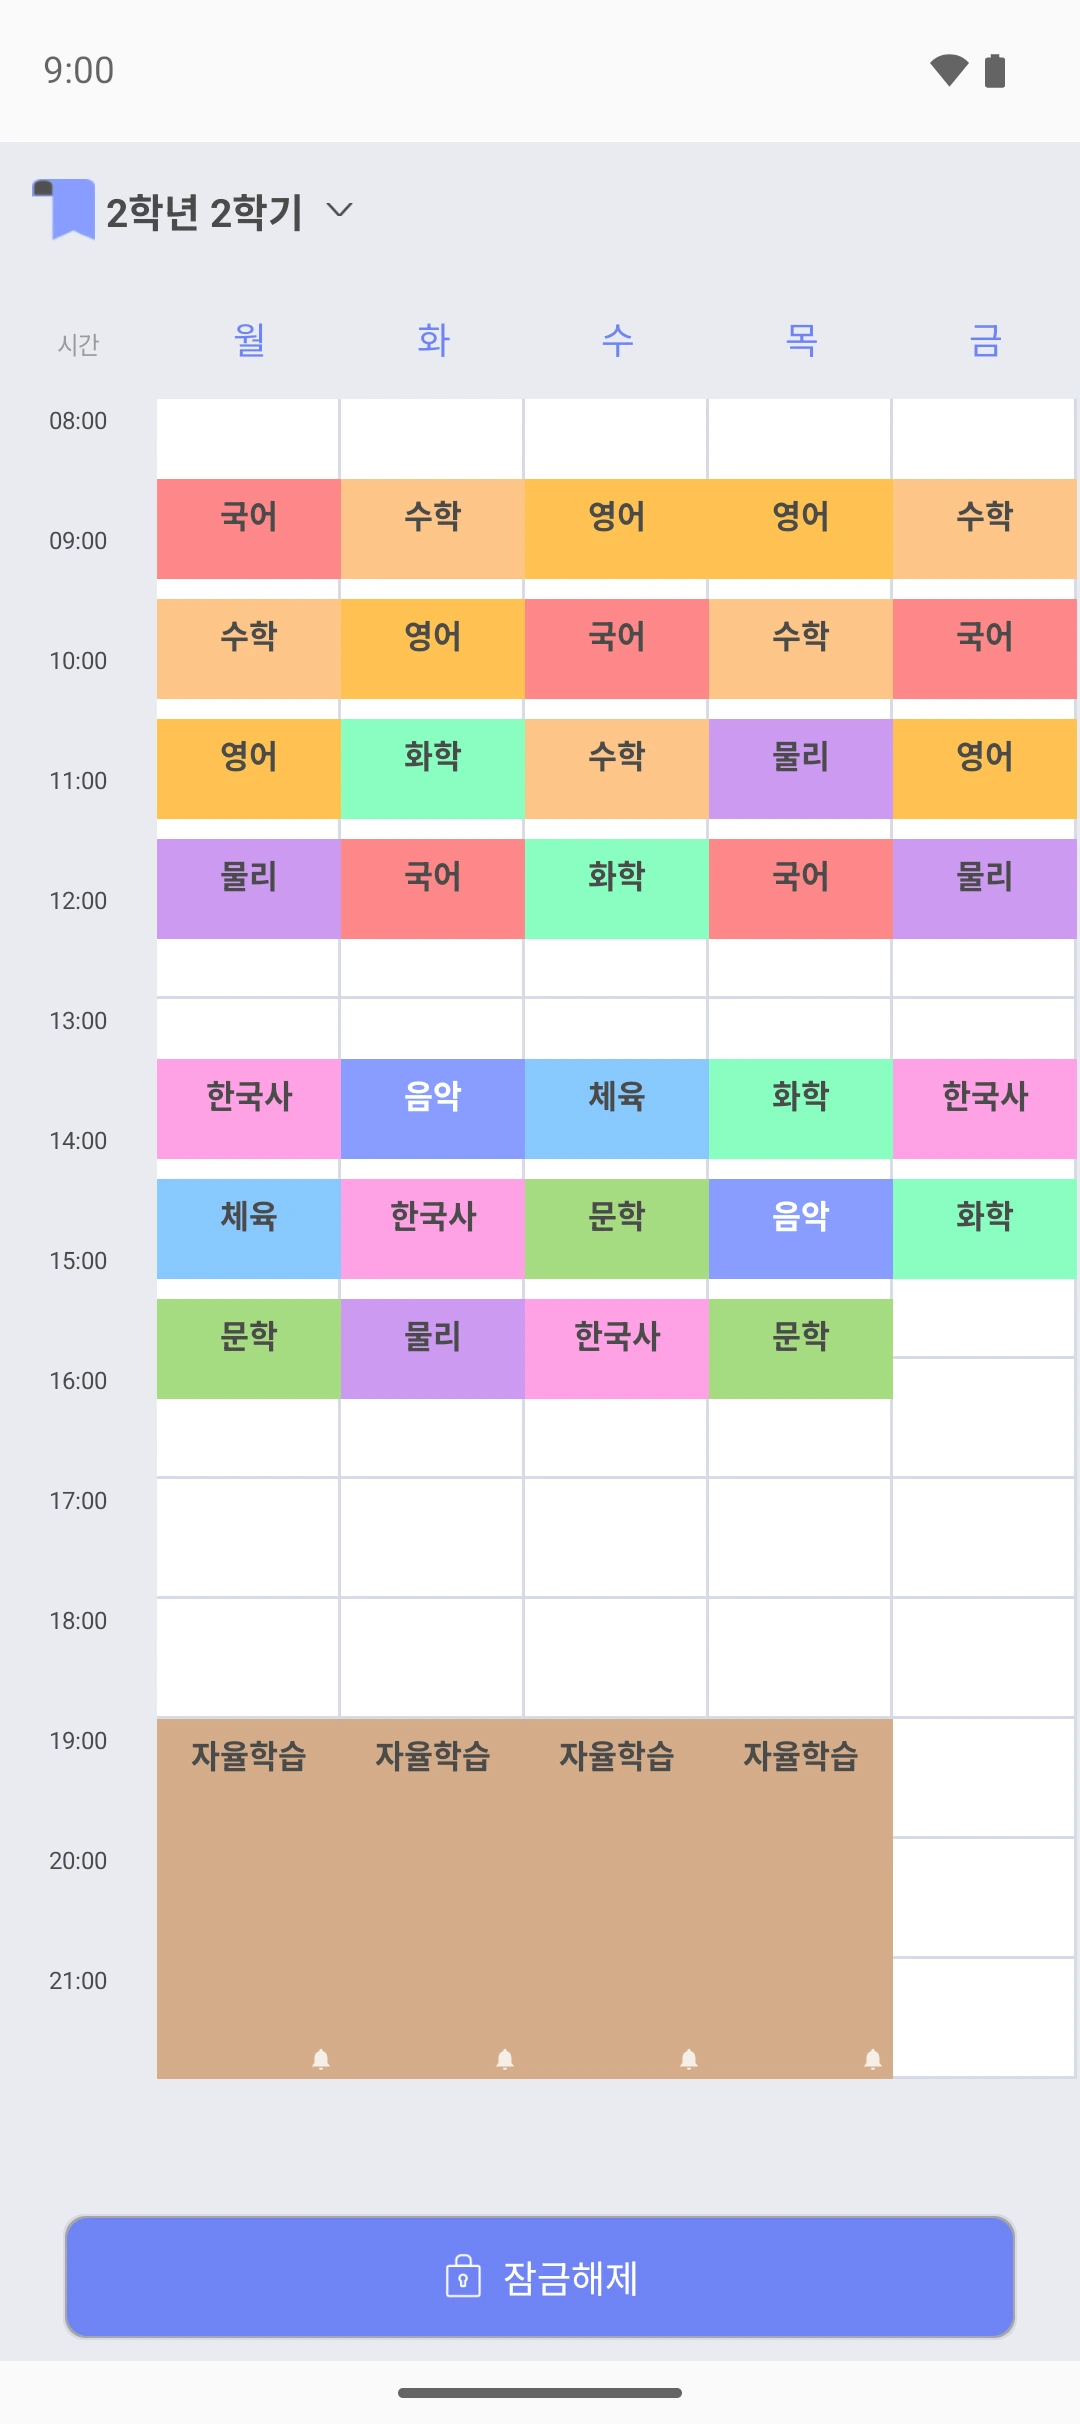 9:00
2학년 2학기
시간 월 화 수 목 금
08:00
국어 수학 영어 영어 수학
09:00
수학 영어 국어 수학 국어
10:00
영어 화학 수학 물리 영어
11:00
물리 국어 화학 국어 물리
12:00
13:00
한국사 음악 체육 화학 한국사
14:00
체육 한국사 문학 음악 화학
15:00
문학 물리 한국사 문학
16:00
17:00
18:00
19:00
자율학습 자율학습 자율학습 자율학습
20:00
21:00
잠금해제